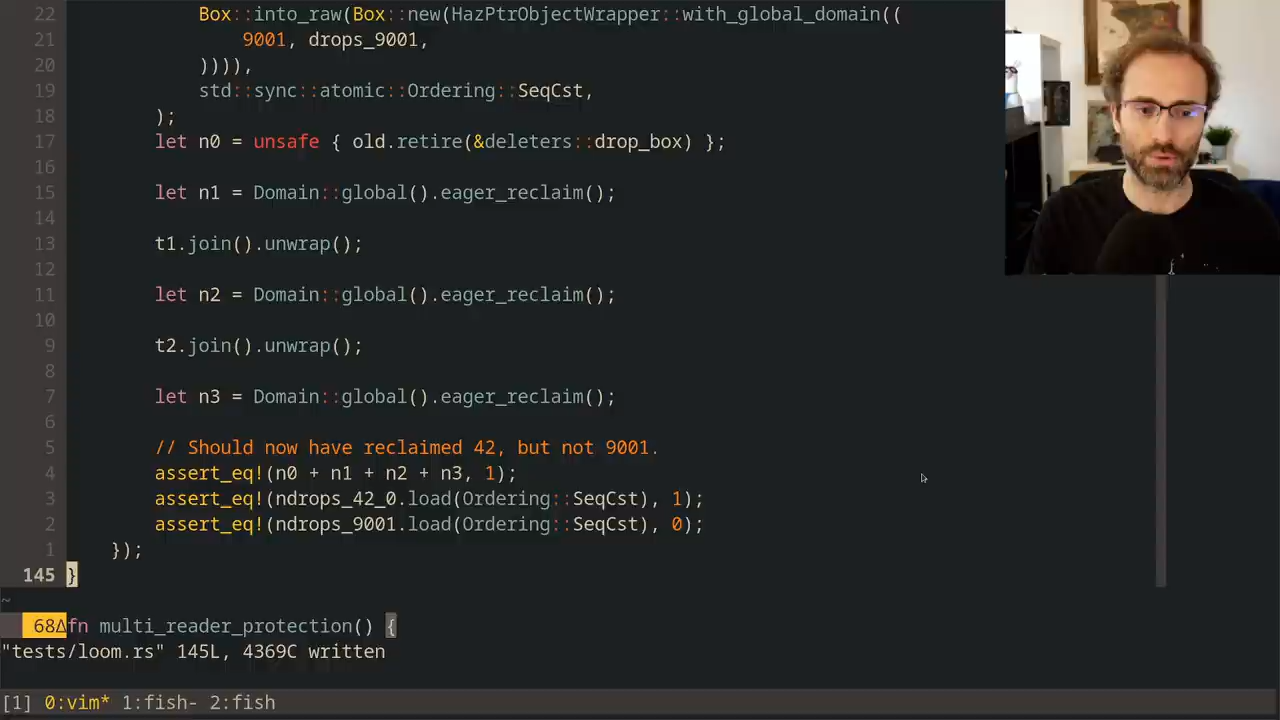 22 Box::into_raw(Box::new(HazPtrObjectWrapper::with_global_domain((
21 9001, drops_9001,
20 )))),
19 std::sync::atomic::Ordering::SeqCst,
18 );
17 let n0 = unsafe { old.retire(&deleters::drop_box) };
16
15 let n1 = Domain::global().eager_reclaim();
14
13 t1.join().unwrap();
12
11 let n2 = Domain::global().eager_reclaim();
10
9 t2.join().unwrap();
8
7 let n3 = Domain::global().eager_reclaim();
6
5 // Should now have reclaimed 42, but not 9001.
4 assert_eq!(n0 + n1 + n2 + n3, 1);
3 assert_eq!(ndrops_42_0.load(Ordering::SeqCst), 1);
2 assert_eq!(ndrops_9001.load(Ordering::SeqCst), 0);
1 });
145 }
~
68Δfn multi_reader_protection() {
"tests/loom.rs" 145L, 4369C written
[1] 0:vim* 1:fish- 2:fish